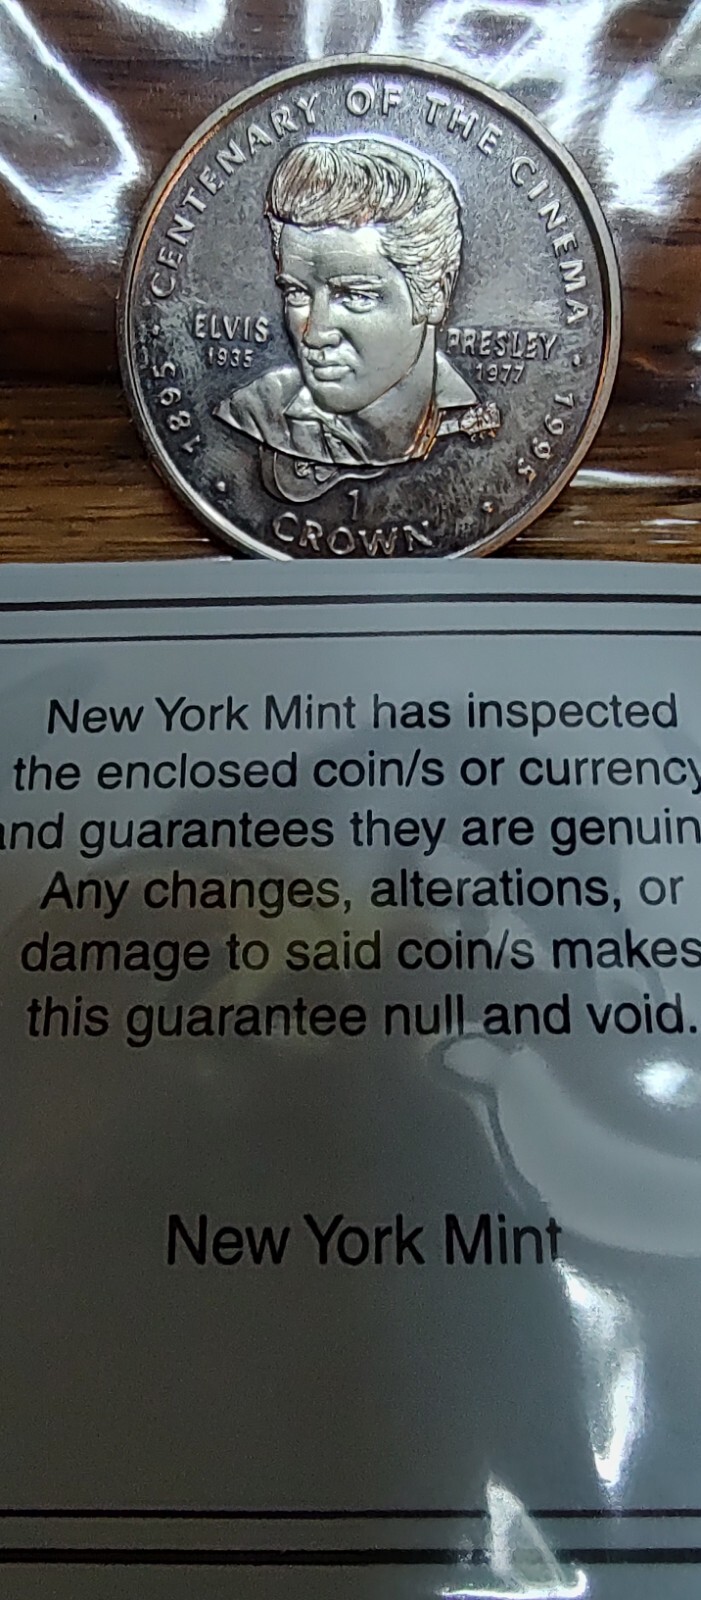 1895 · CENTENARY OF THE CINEMA · 1995
ELVIS PRESLEY
1935 1977
1
CROWN
New York Mint has inspected
the enclosed coin/s or currency
and guarantees they are genuin
Any changes, alterations, or
damage to said coin/s makes
this guarantee null and void.
New York Mint